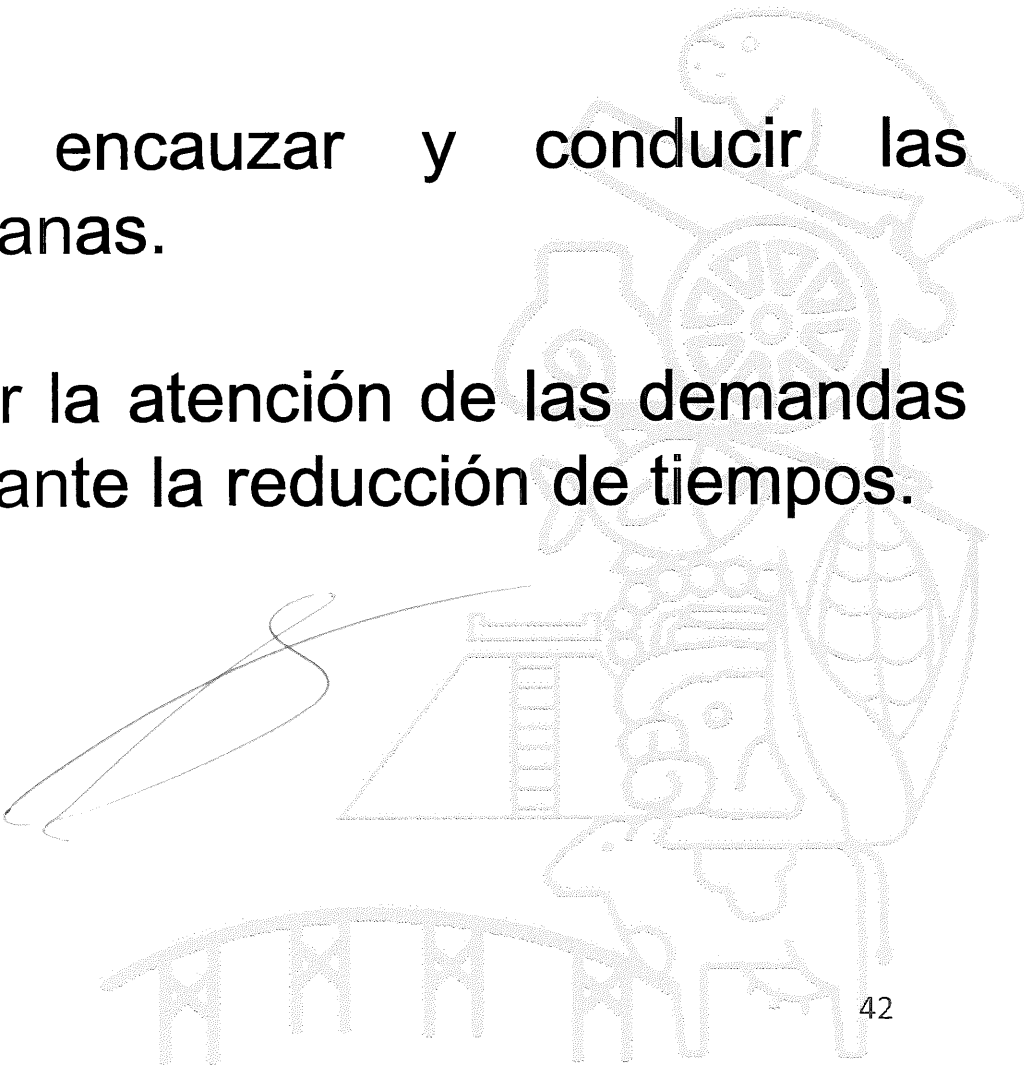 encauzar y conducir las
anas.
r la atención de las demandas
ante la reducción de tiempos.
42